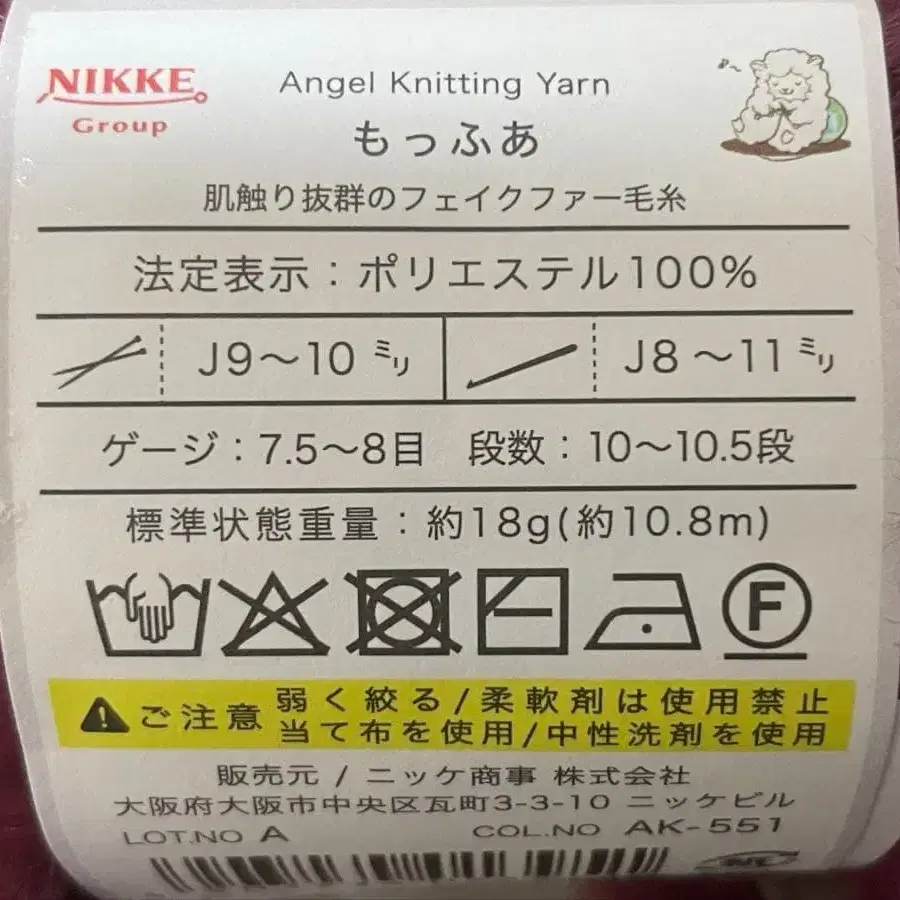 NIKKE
Group
Angel Knitting Yarn
もっふあ
肌触り抜群のフェイクファー毛糸
法定表示：ポリエステル100%
J9〜10 ミリ J8〜11 ミリ
ゲージ：7.5〜8目 段数：10〜10.5段
標準状態重量：約18g(約10.8m)
F
ご注意 弱く絞る/柔軟剤は使用禁止
当て布を使用/中性洗剤を使用
販売元 / ニッケ商事 株式会社
大阪府大阪市中央区瓦町3-3-10 ニッケビル
LOT.NO A COL.NO AK-551